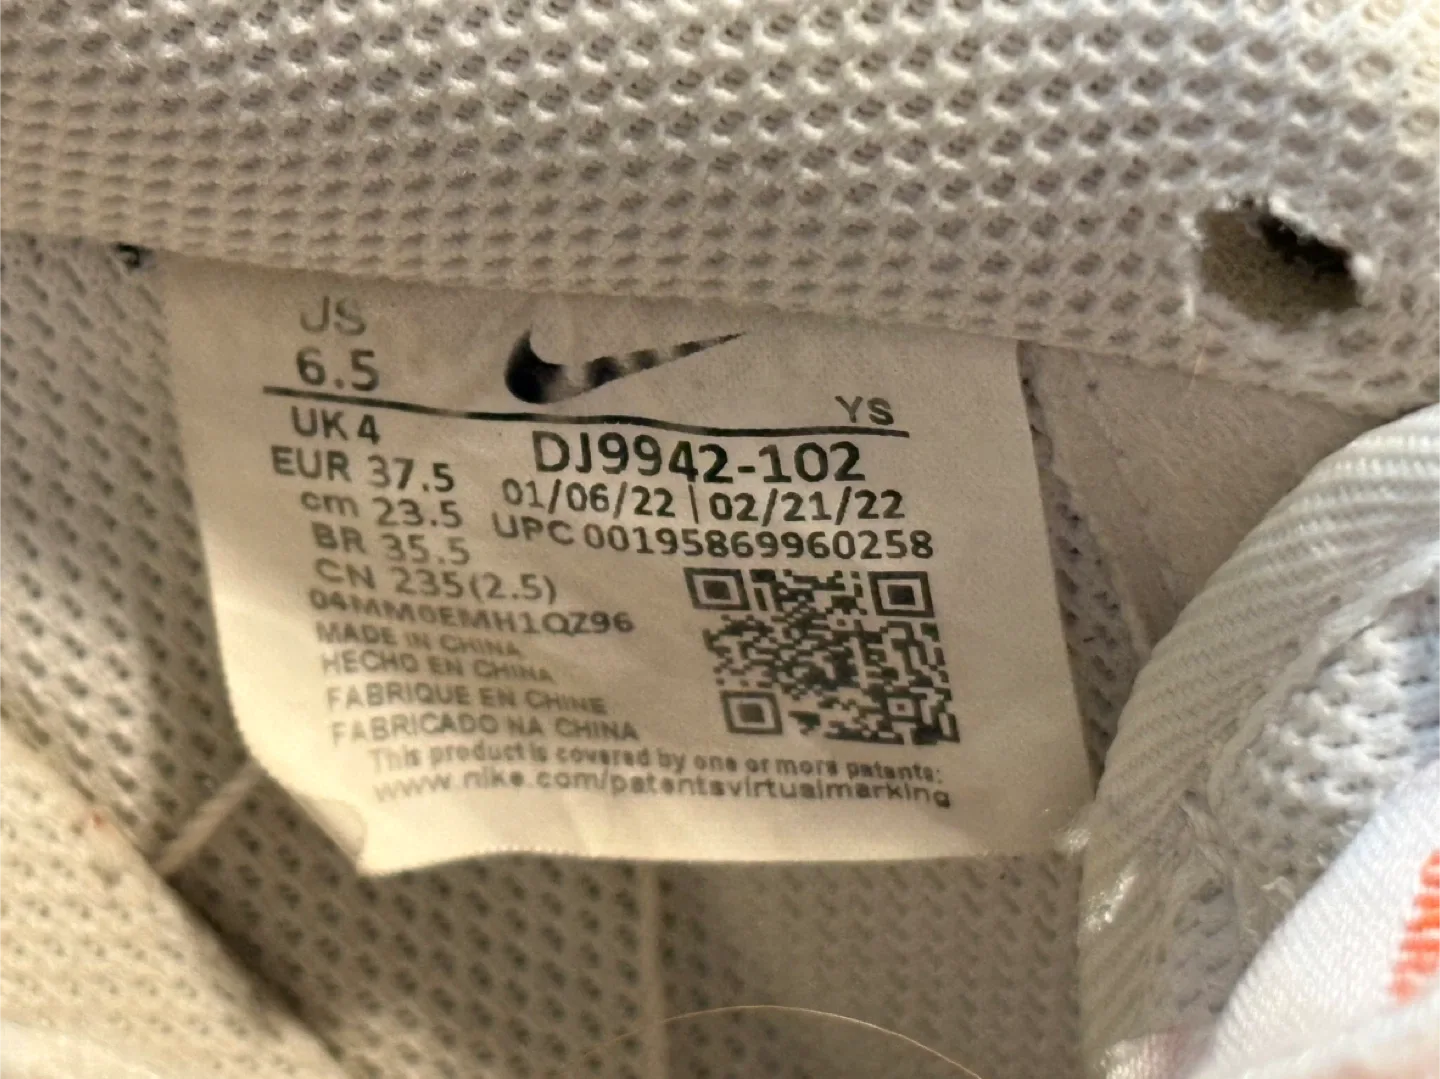 US
6.5
YS
UK 4
DJ9942-102
EUR 37.5
01/06/22 | 02/21/22
cm 23.5
UPC 00195869960258
BR 35.5
CN 235(2.5)
04MM0EMH1QZ96
MADE IN CHINA
HECHO EN CHINA
FABRIQUE EN CHINE
FABRICADO NA CHINA
This product is covered by one or more patents:
www.nike.com/patentsvirtualmarking